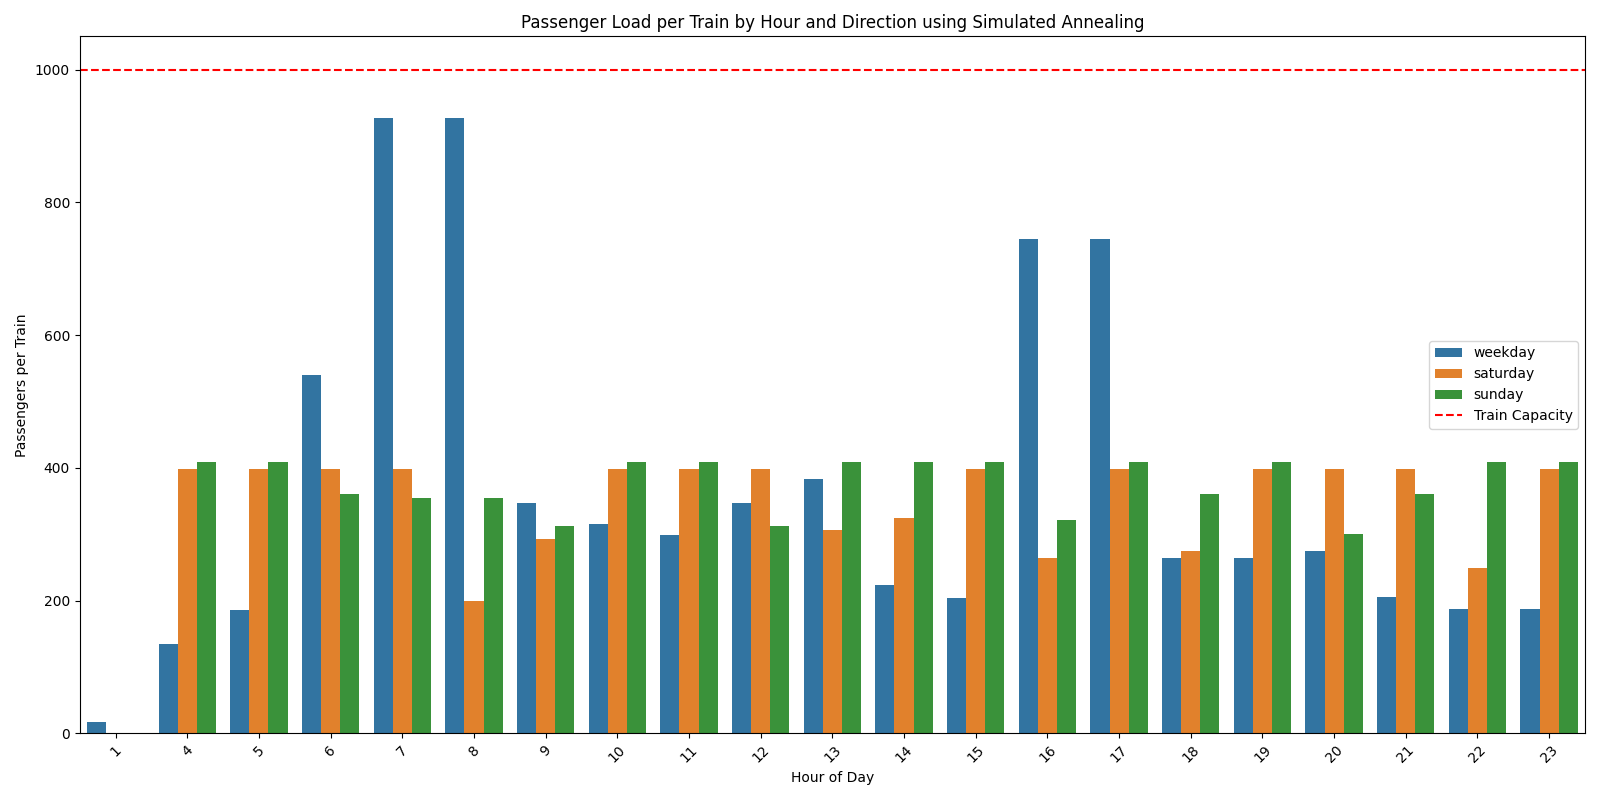 Passenger Load per Train by Hour and Direction using Simulated Annealing
1000
800
600
400
200
0
Passengers per Train
weekday
saturday
sunday
Train Capacity
1 4 5 6 7 8 9 10 11 12 13 14 15 16 17 18 19 20 21 22 23
Hour of Day